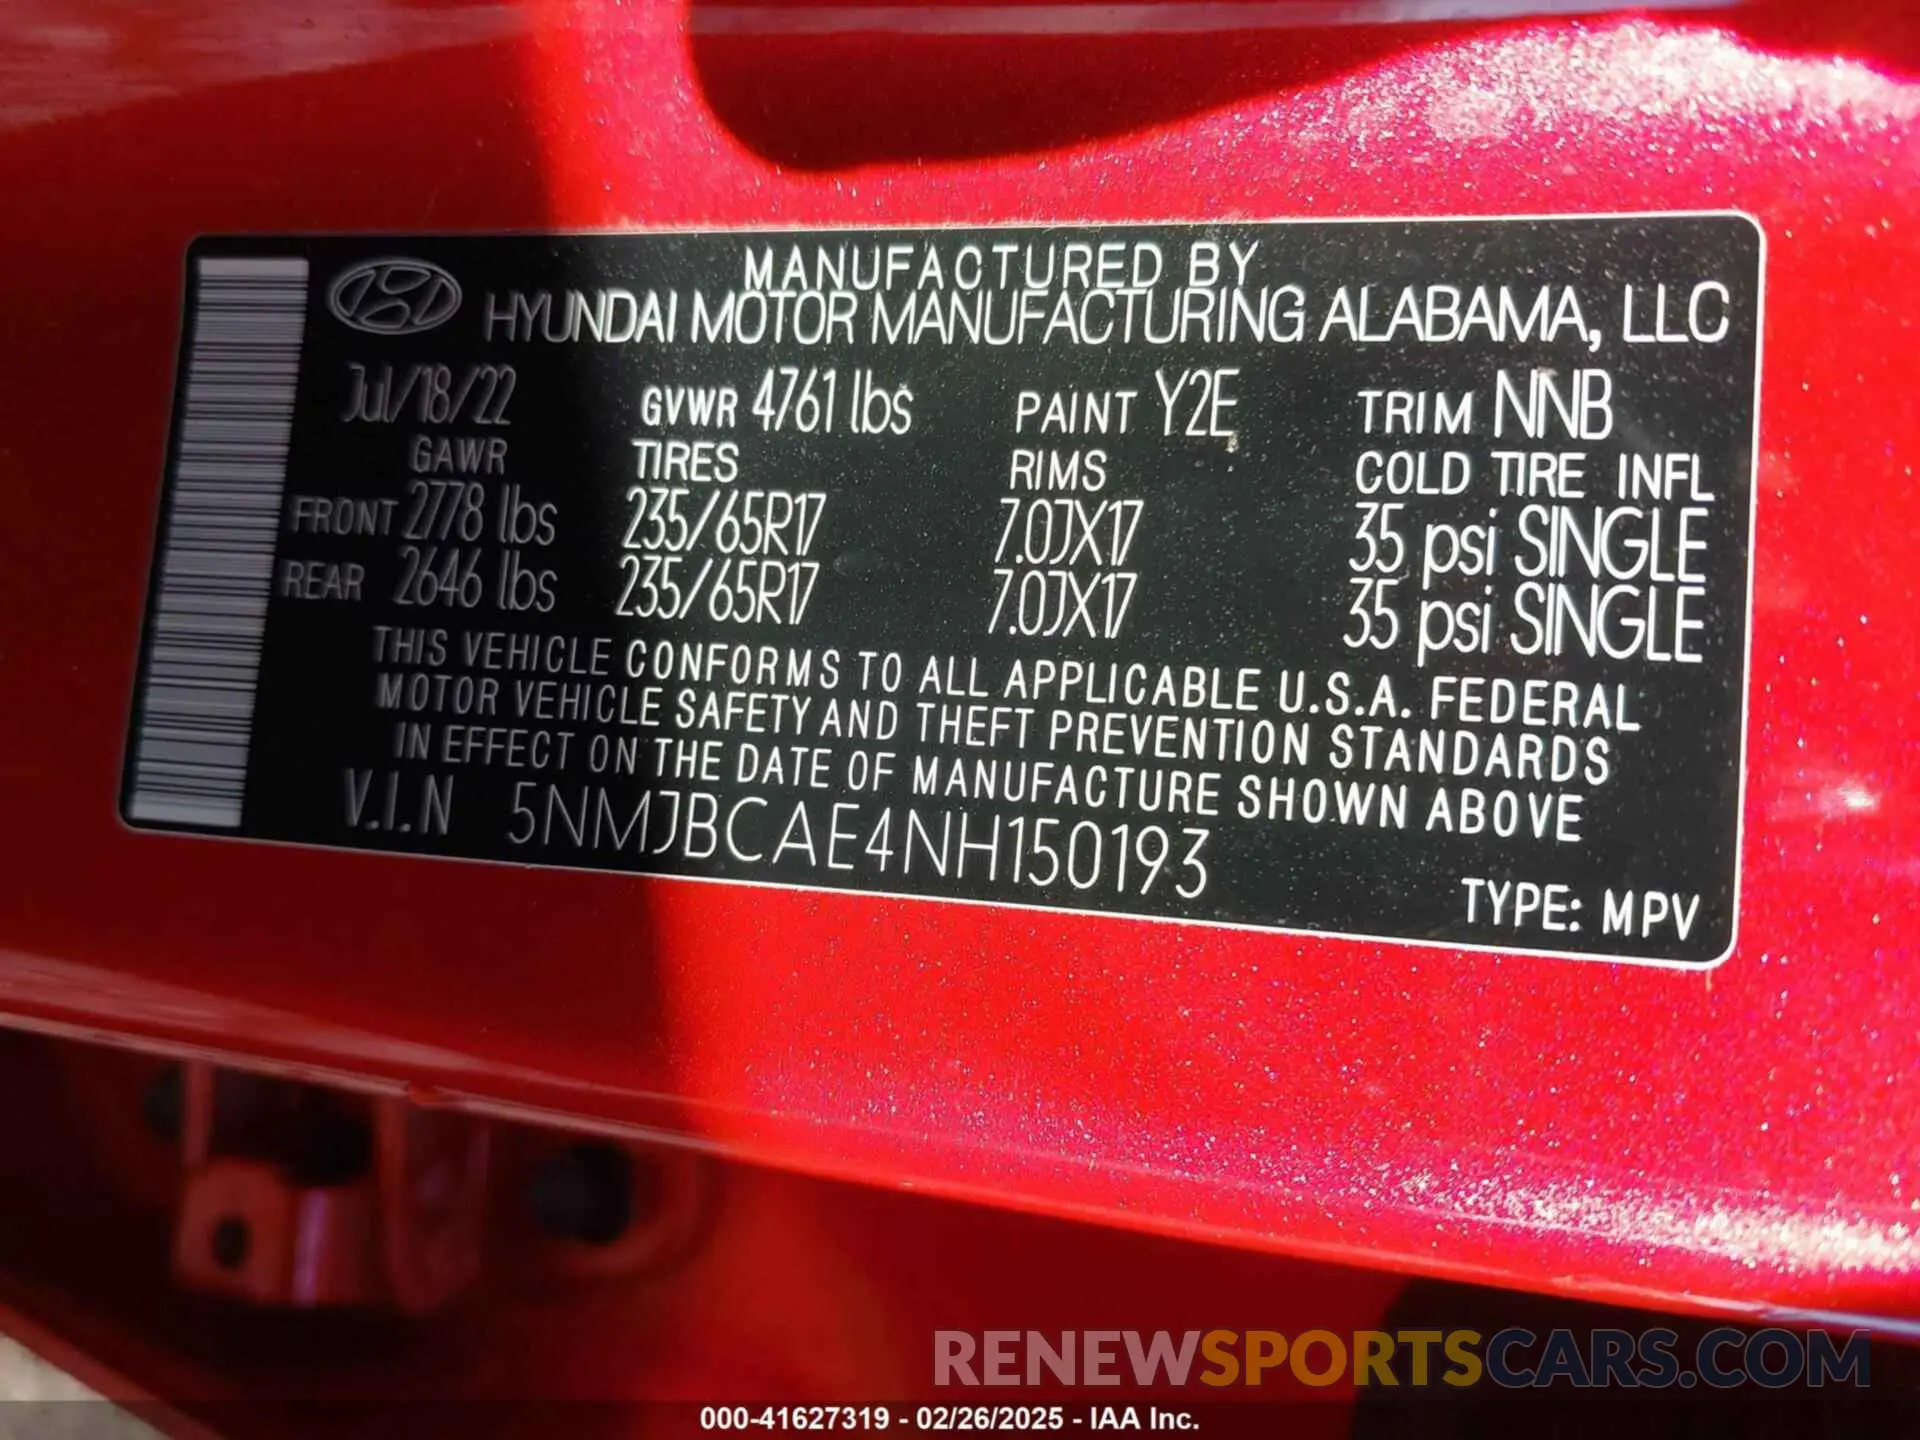 MANUFACTURED BY
HYUNDAI MOTOR MANUFACTURING ALABAMA, LLC
Jul/18/22 GVWR 4761 lbs PAINT Y2E TRIM NNB
GAWR TIRES RIMS COLD TIRE INFL
FRONT 2778 lbs 235/65R17 7.0JX17 35 psi SINGLE
REAR 2646 lbs 235/65R17 7.0JX17 35 psi SINGLE
THIS VEHICLE CONFORMS TO ALL APPLICABLE U.S.A. FEDERAL
MOTOR VEHICLE SAFETY AND THEFT PREVENTION STANDARDS
IN EFFECT ON THE DATE OF MANUFACTURE SHOWN ABOVE
V.I.N 5NMJBCAE4NH150193
TYPE: MPV
RENEWSPORTSCARS.COM
000-41627319 - 02/26/2025 - IAA Inc.